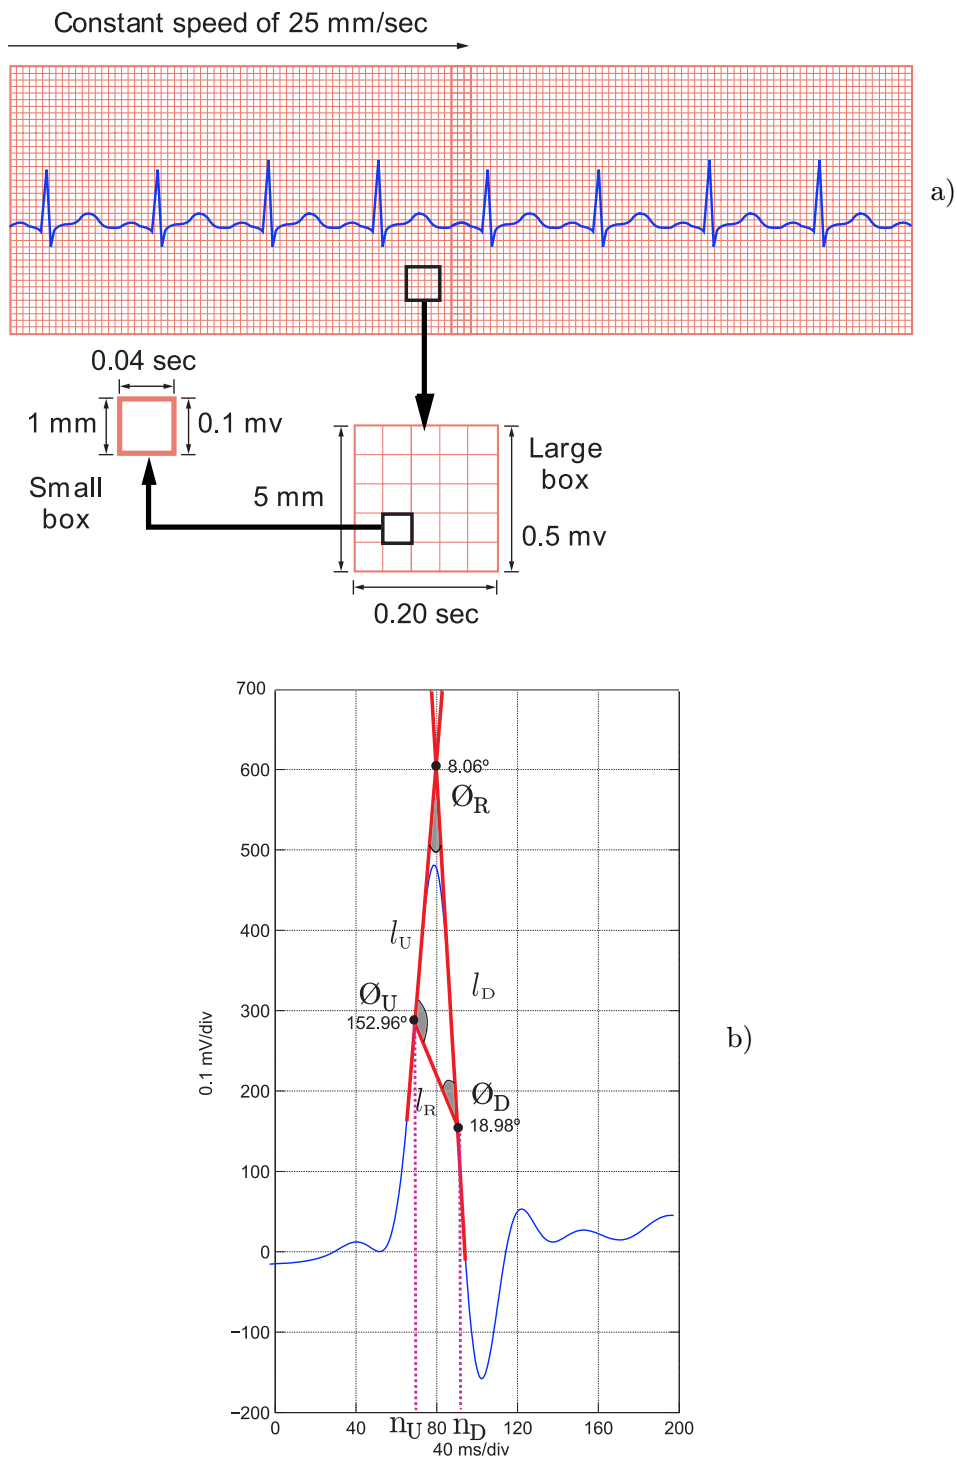 Constant speed of 25 mm/sec
a)
0.04 sec
1 mm
0.1 mv
Small
box
5 mm
Large
box
0.5 mv
0.20 sec
700
600
500
400
300
200
100
0
−100
−200
0.1 mV/div
8.06º
ØR
lU
lD
ØU
152.96º
lR
ØD
18.98º
b)
0 40 nU 80 nD 120 160 200
40 ms/div